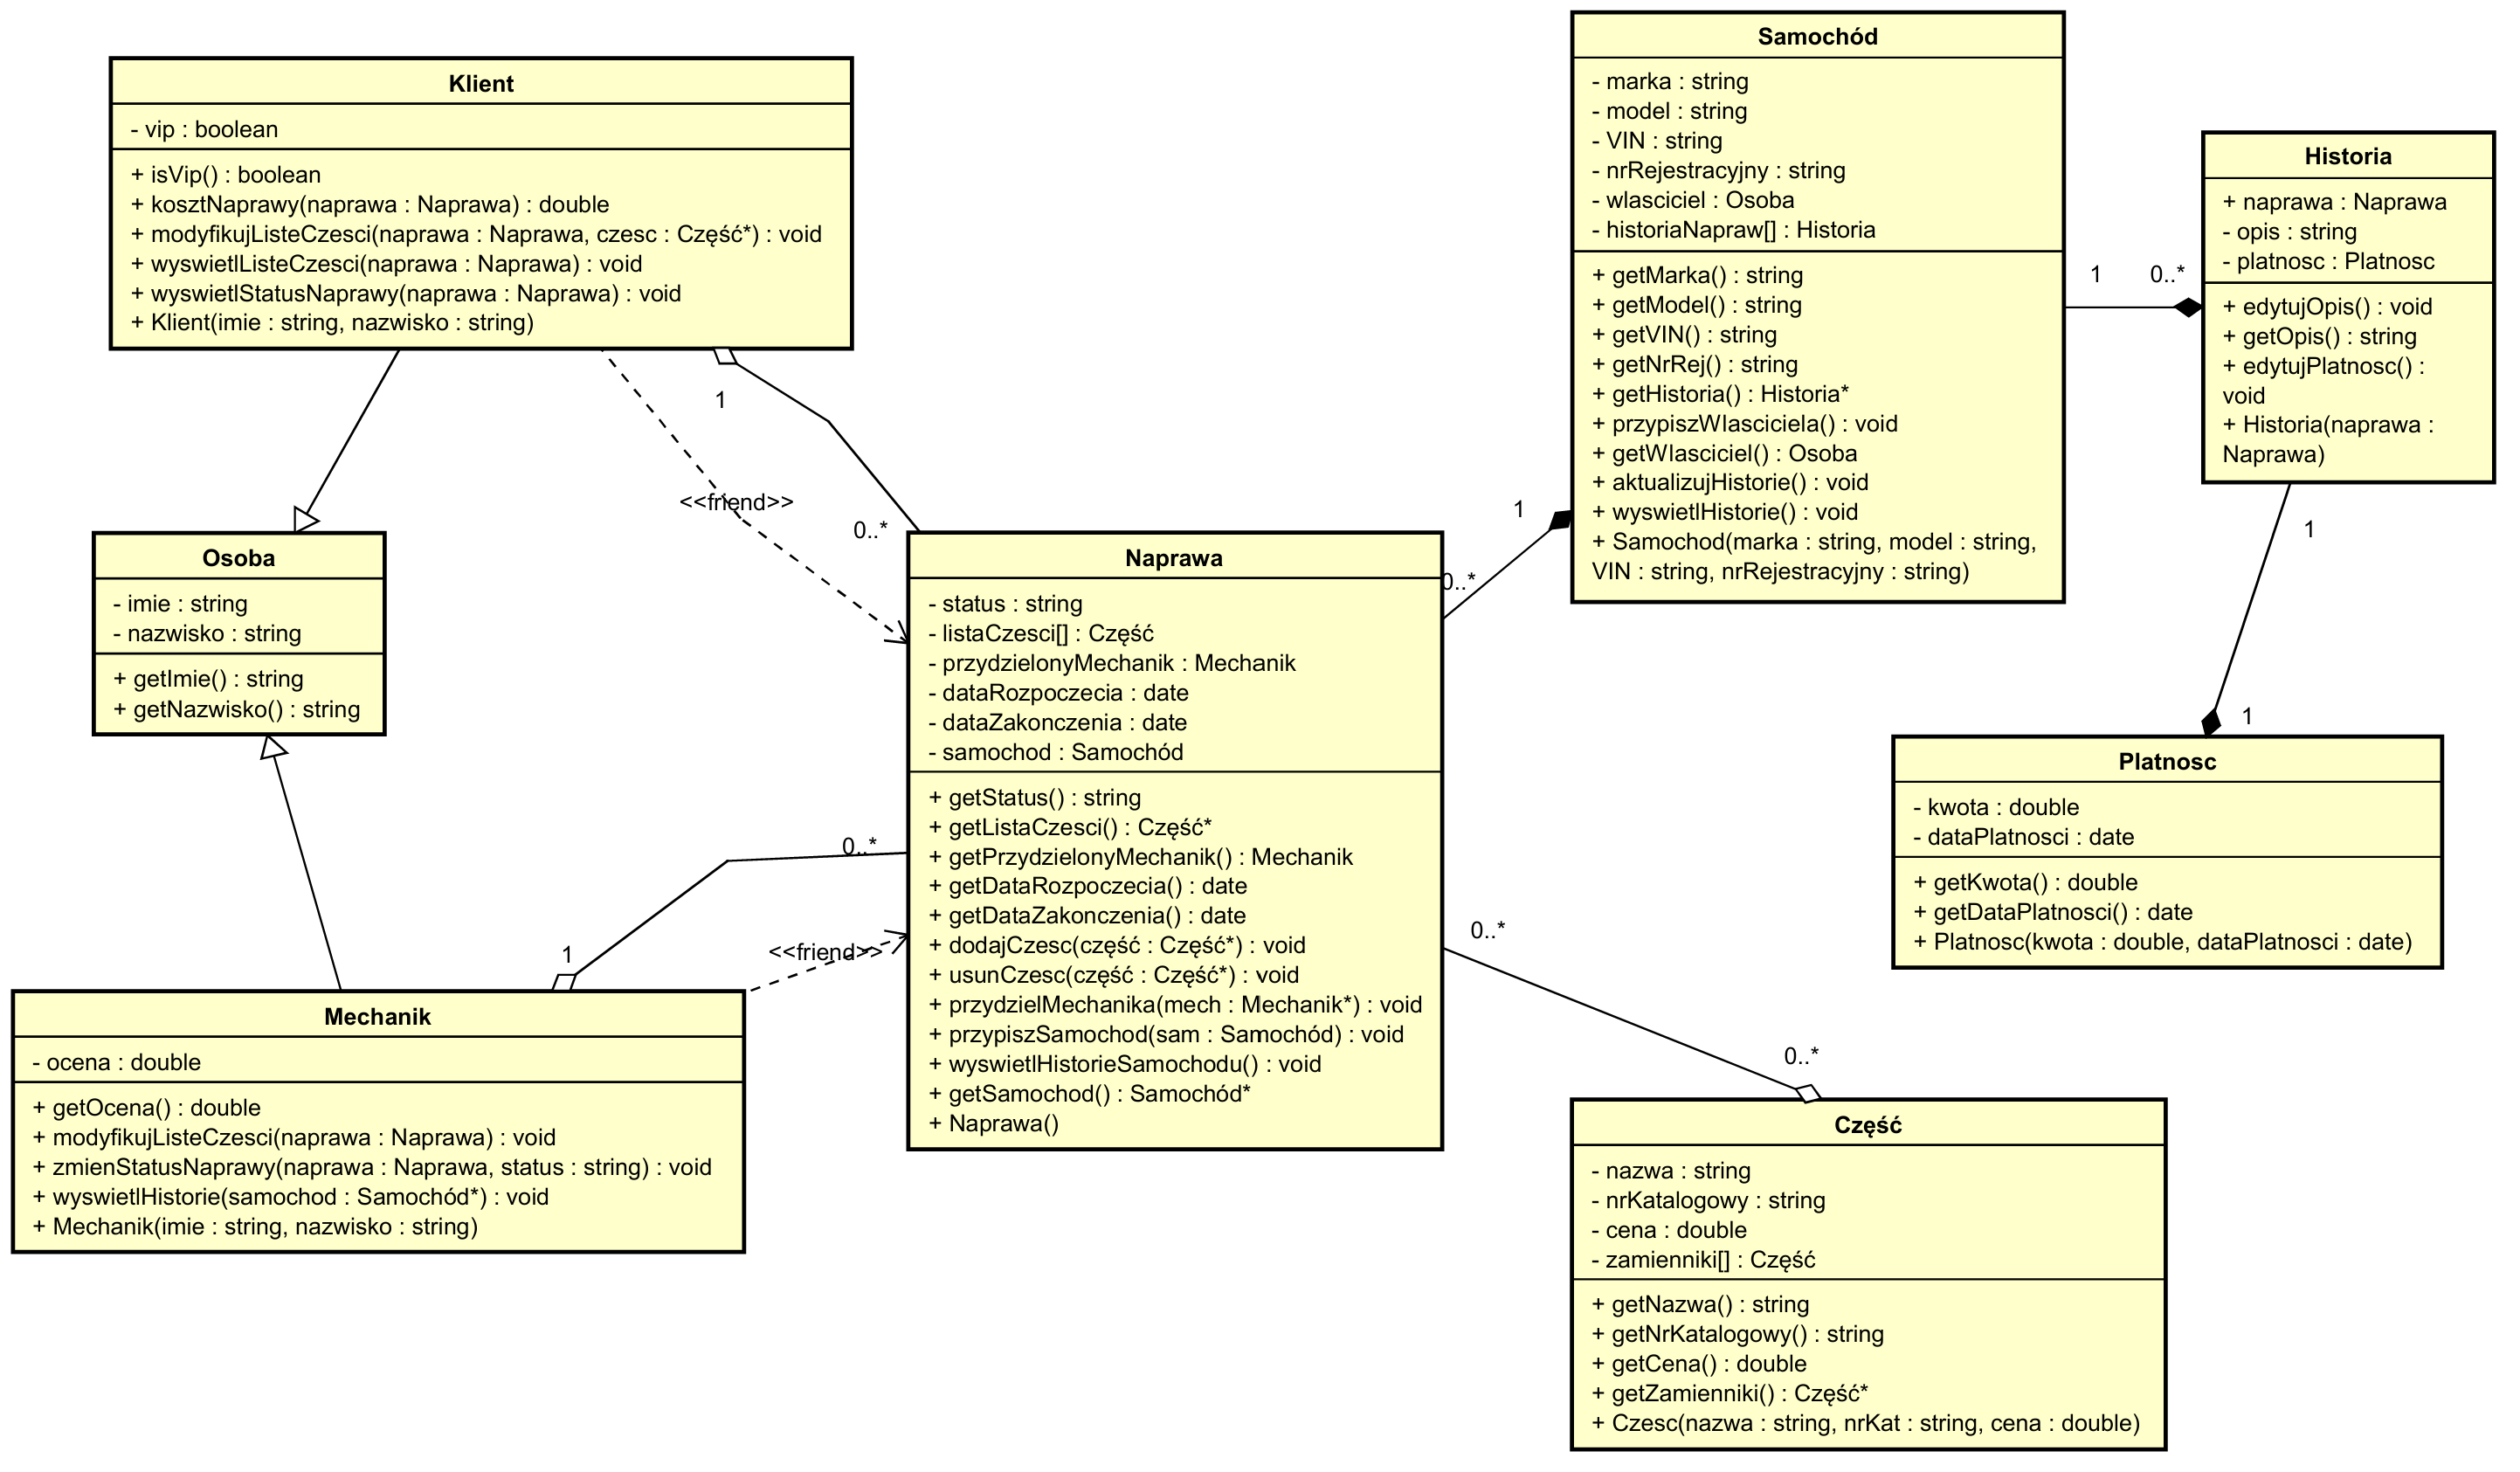 Klient
- vip : boolean
+ isVip() : boolean
+ kosztNaprawy(naprawa : Naprawa) : double
+ modyfikujListeCzesci(naprawa : Naprawa, czesc : Część*) : void
+ wyswietlListeCzesci(naprawa : Naprawa) : void
+ wyswietlStatusNaprawy(naprawa : Naprawa) : void
+ Klient(imie : string, nazwisko : string)
1
<<friend>>
0..*
Osoba
- imie : string
- nazwisko : string
+ getImie() : string
+ getNazwisko() : string
0..*
1
<<friend>>
Mechanik
- ocena : double
+ getOcena() : double
+ modyfikujListeCzesci(naprawa : Naprawa) : void
+ zmienStatusNaprawy(naprawa : Naprawa, status : string) : void
+ wyswietlHistorie(samochod : Samochód*) : void
+ Mechanik(imie : string, nazwisko : string)
Naprawa
- status : string
- listaCzesci[] : Część
- przydzielonyMechanik : Mechanik
- dataRozpoczecia : date
- dataZakonczenia : date
- samochod : Samochód
+ getStatus() : string
+ getListaCzesci() : Część*
+ getPrzydzielonyMechanik() : Mechanik
+ getDataRozpoczecia() : date
+ getDataZakonczenia() : date
+ dodajCzesc(część : Część*) : void
+ usunCzesc(część : Część*) : void
+ przydzielMechanika(mech : Mechanik*) : void
+ przypiszSamochod(sam : Samochód) : void
+ wyswietlHistorieSamochodu() : void
+ getSamochod() : Samochód*
+ Naprawa()
1
0..*
0..*
0..*
Samochód
- marka : string
- model : string
- VIN : string
- nrRejestracyjny : string
- wlasciciel : Osoba
- historiaNapraw[] : Historia
+ getMarka() : string
+ getModel() : string
+ getVIN() : string
+ getNrRej() : string
+ getHistoria() : Historia*
+ przypiszWlasciciela() : void
+ getWlasciciel() : Osoba
+ aktualizujHistorie() : void
+ wyswietlHistorie() : void
+ Samochod(marka : string, model : string,
VIN : string, nrRejestracyjny : string)
1
0..*
Historia
+ naprawa : Naprawa
- opis : string
- platnosc : Platnosc
+ edytujOpis() : void
+ getOpis() : string
+ edytujPlatnosc() :
void
+ Historia(naprawa :
Naprawa)
1
1
Platnosc
- kwota : double
- dataPlatnosci : date
+ getKwota() : double
+ getDataPlatnosci() : date
+ Platnosc(kwota : double, dataPlatnosci : date)
Część
- nazwa : string
- nrKatalogowy : string
- cena : double
- zamienniki[] : Część
+ getNazwa() : string
+ getNrKatalogowy() : string
+ getCena() : double
+ getZamienniki() : Część*
+ Czesc(nazwa : string, nrKat : string, cena : double)